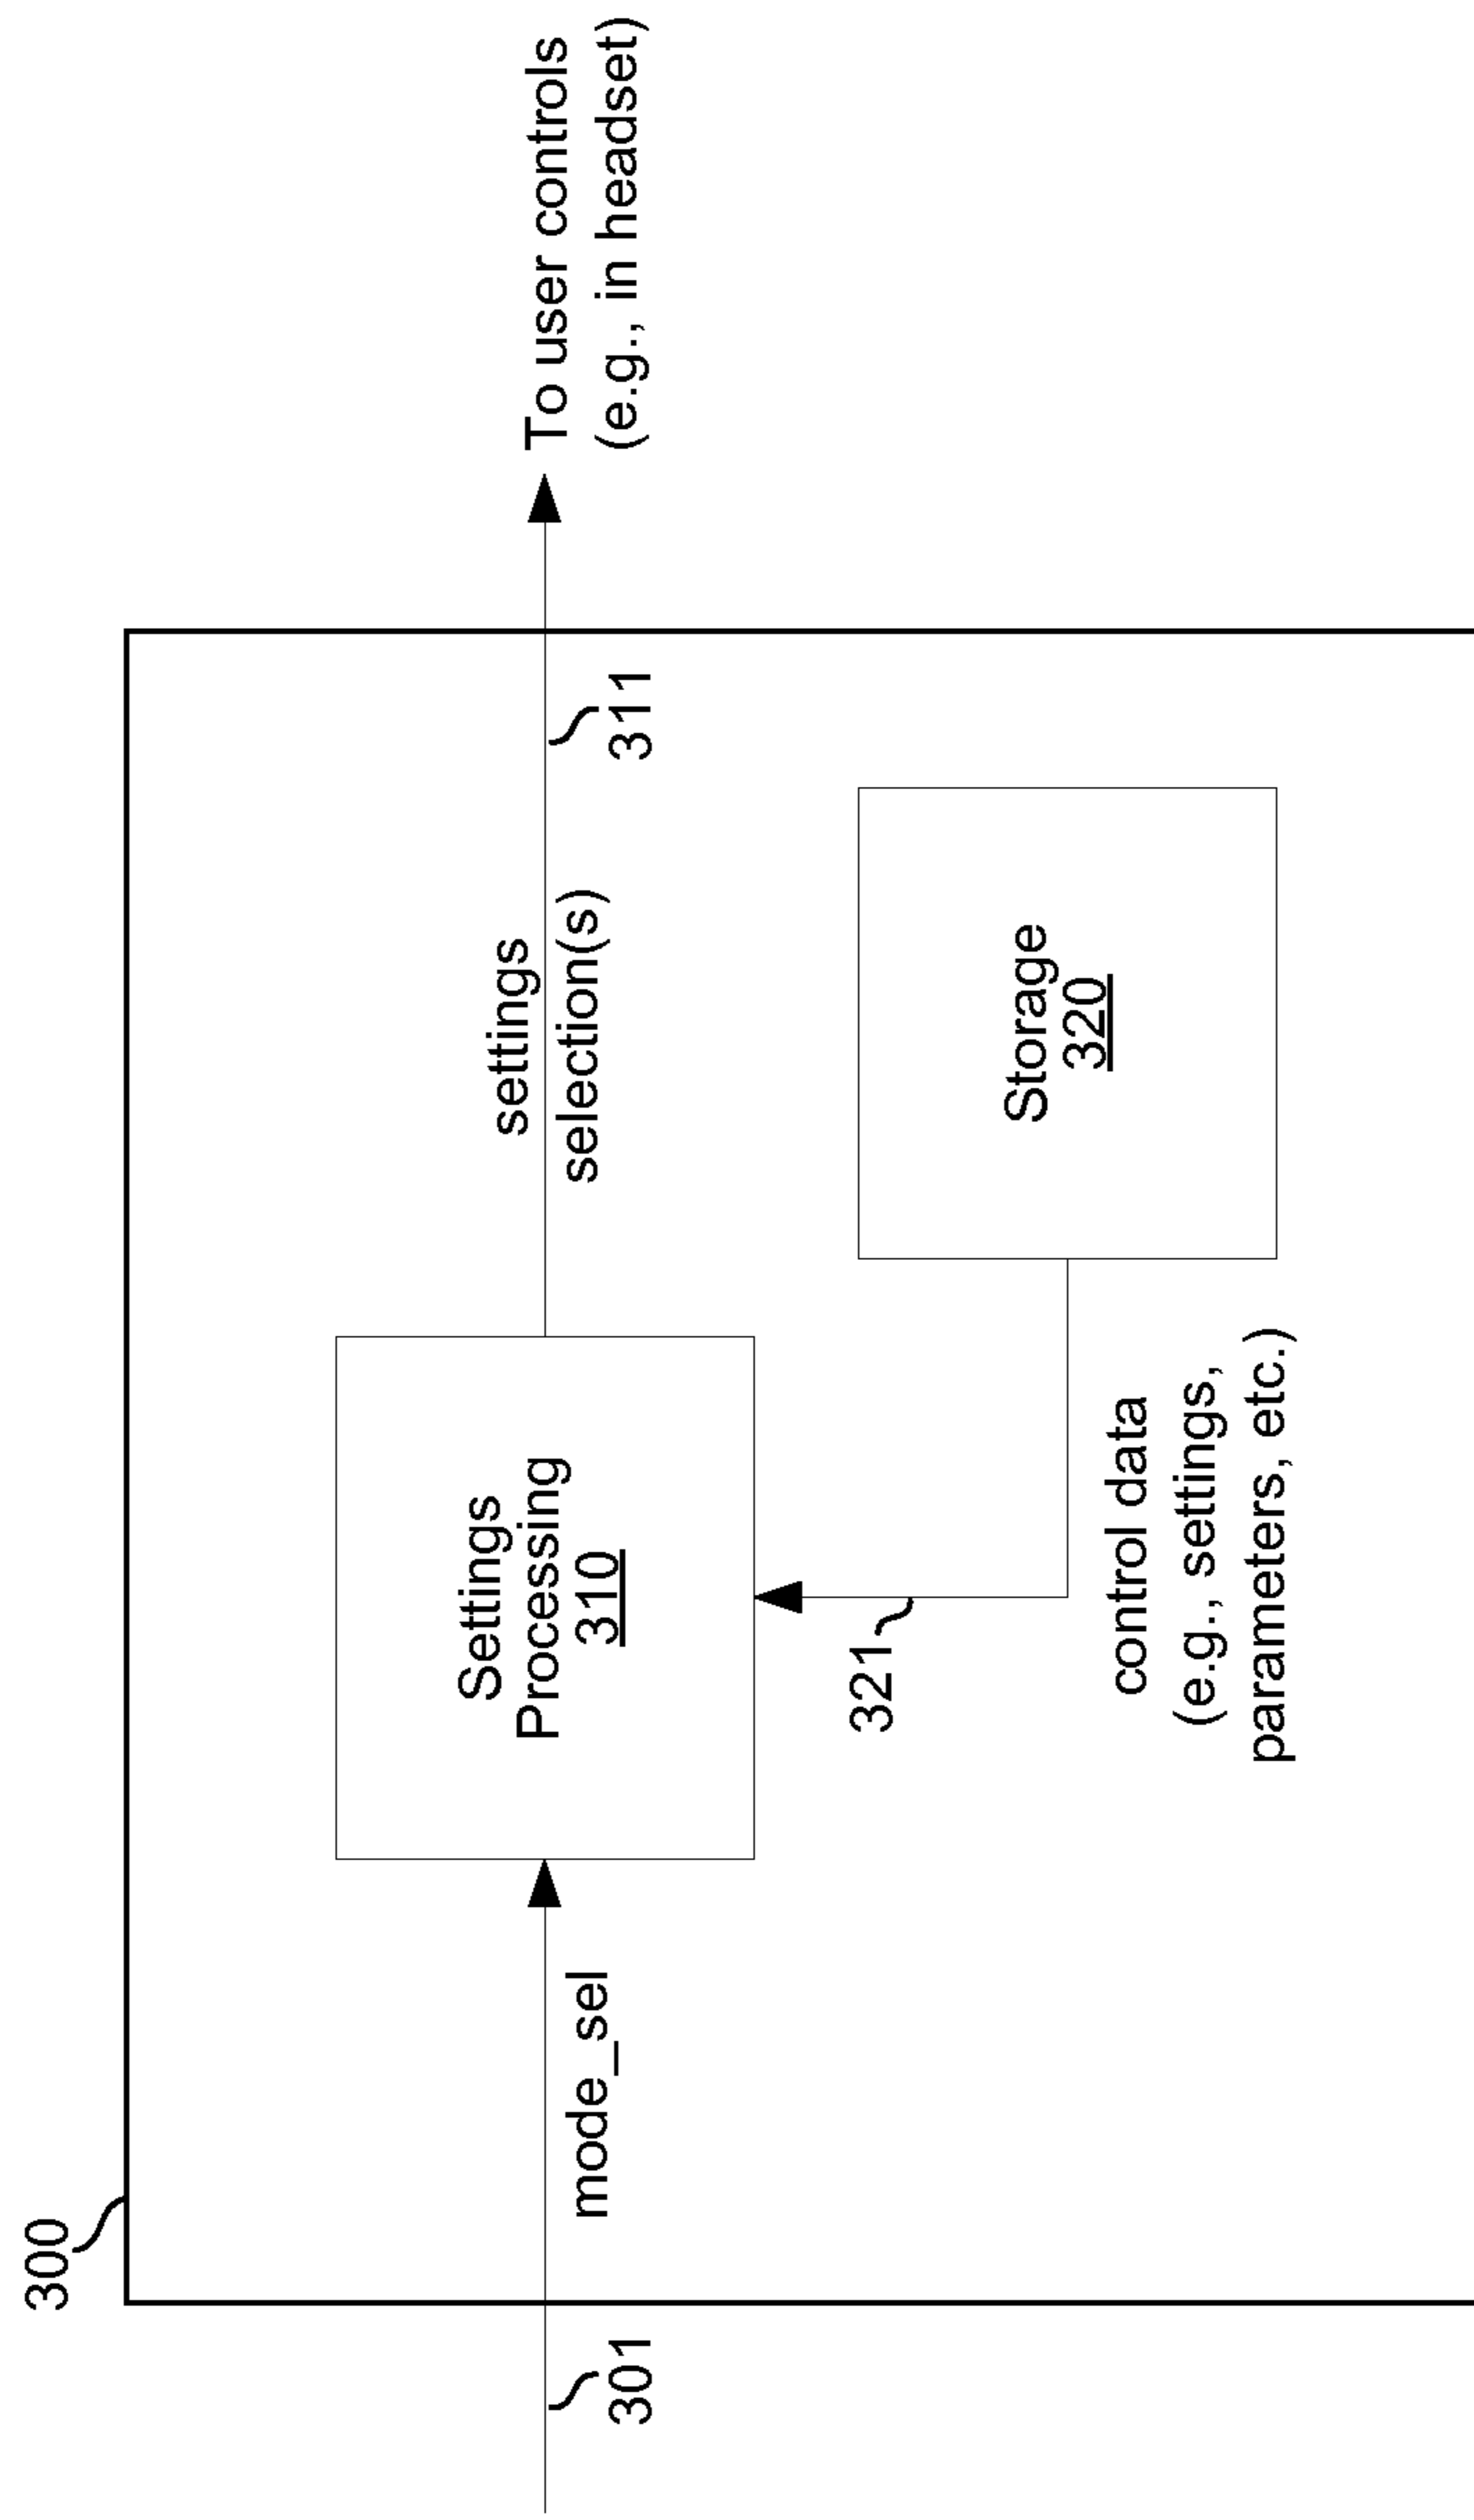 300
301
mode_sel
Settings
Processing
310
settings
selection(s)
311
To user controls
(e.g., in headset)
321
control data
(e.g., settings,
parameters, etc.)
Storage
320